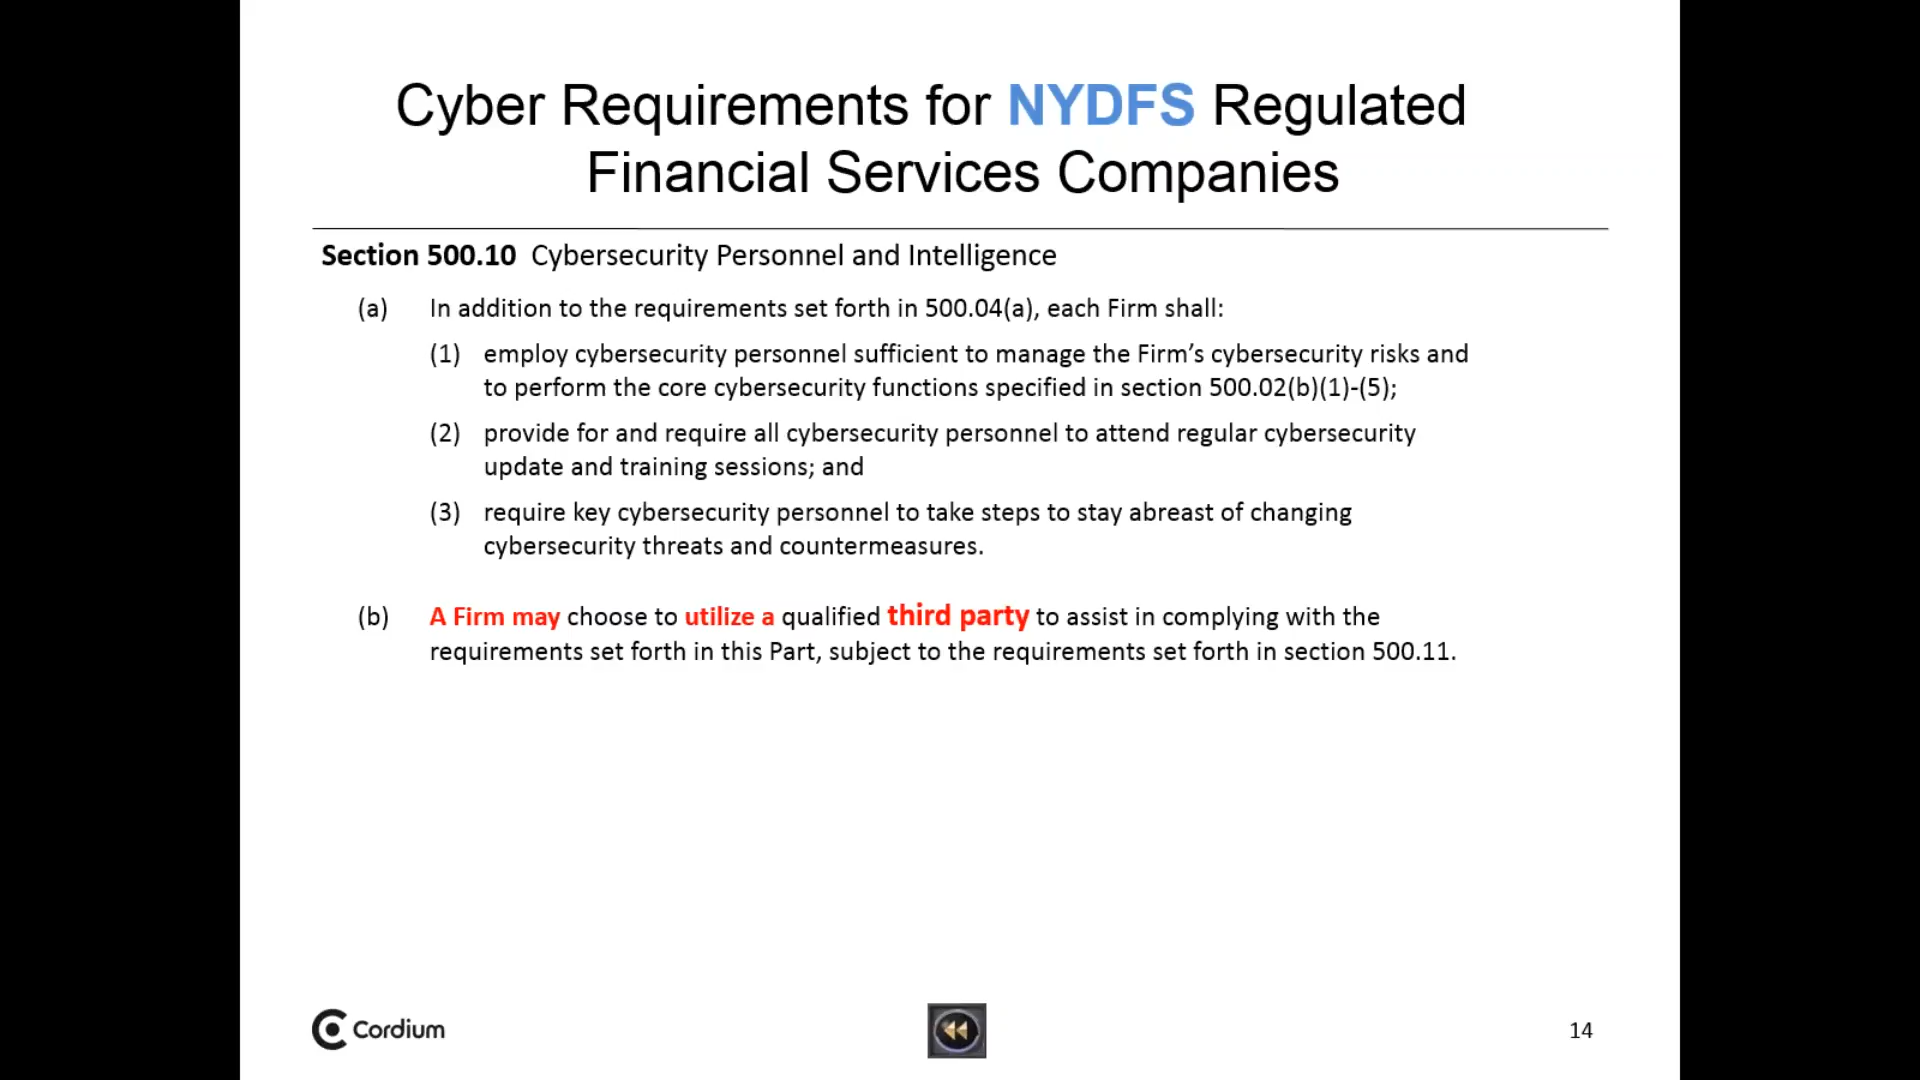 Cyber Requirements for NYDFS Regulated
Financial Services Companies
Section 500.10 Cybersecurity Personnel and Intelligence
(a) In addition to the requirements set forth in 500.04(a), each Firm shall:
(1) employ cybersecurity personnel sufficient to manage the Firm’s cybersecurity risks and
to perform the core cybersecurity functions specified in section 500.02(b)(1)-(5);
(2) provide for and require all cybersecurity personnel to attend regular cybersecurity
update and training sessions; and
(3) require key cybersecurity personnel to take steps to stay abreast of changing
cybersecurity threats and countermeasures.
(b) A Firm may choose to utilize a qualified third party to assist in complying with the
requirements set forth in this Part, subject to the requirements set forth in section 500.11.
Cordium
14